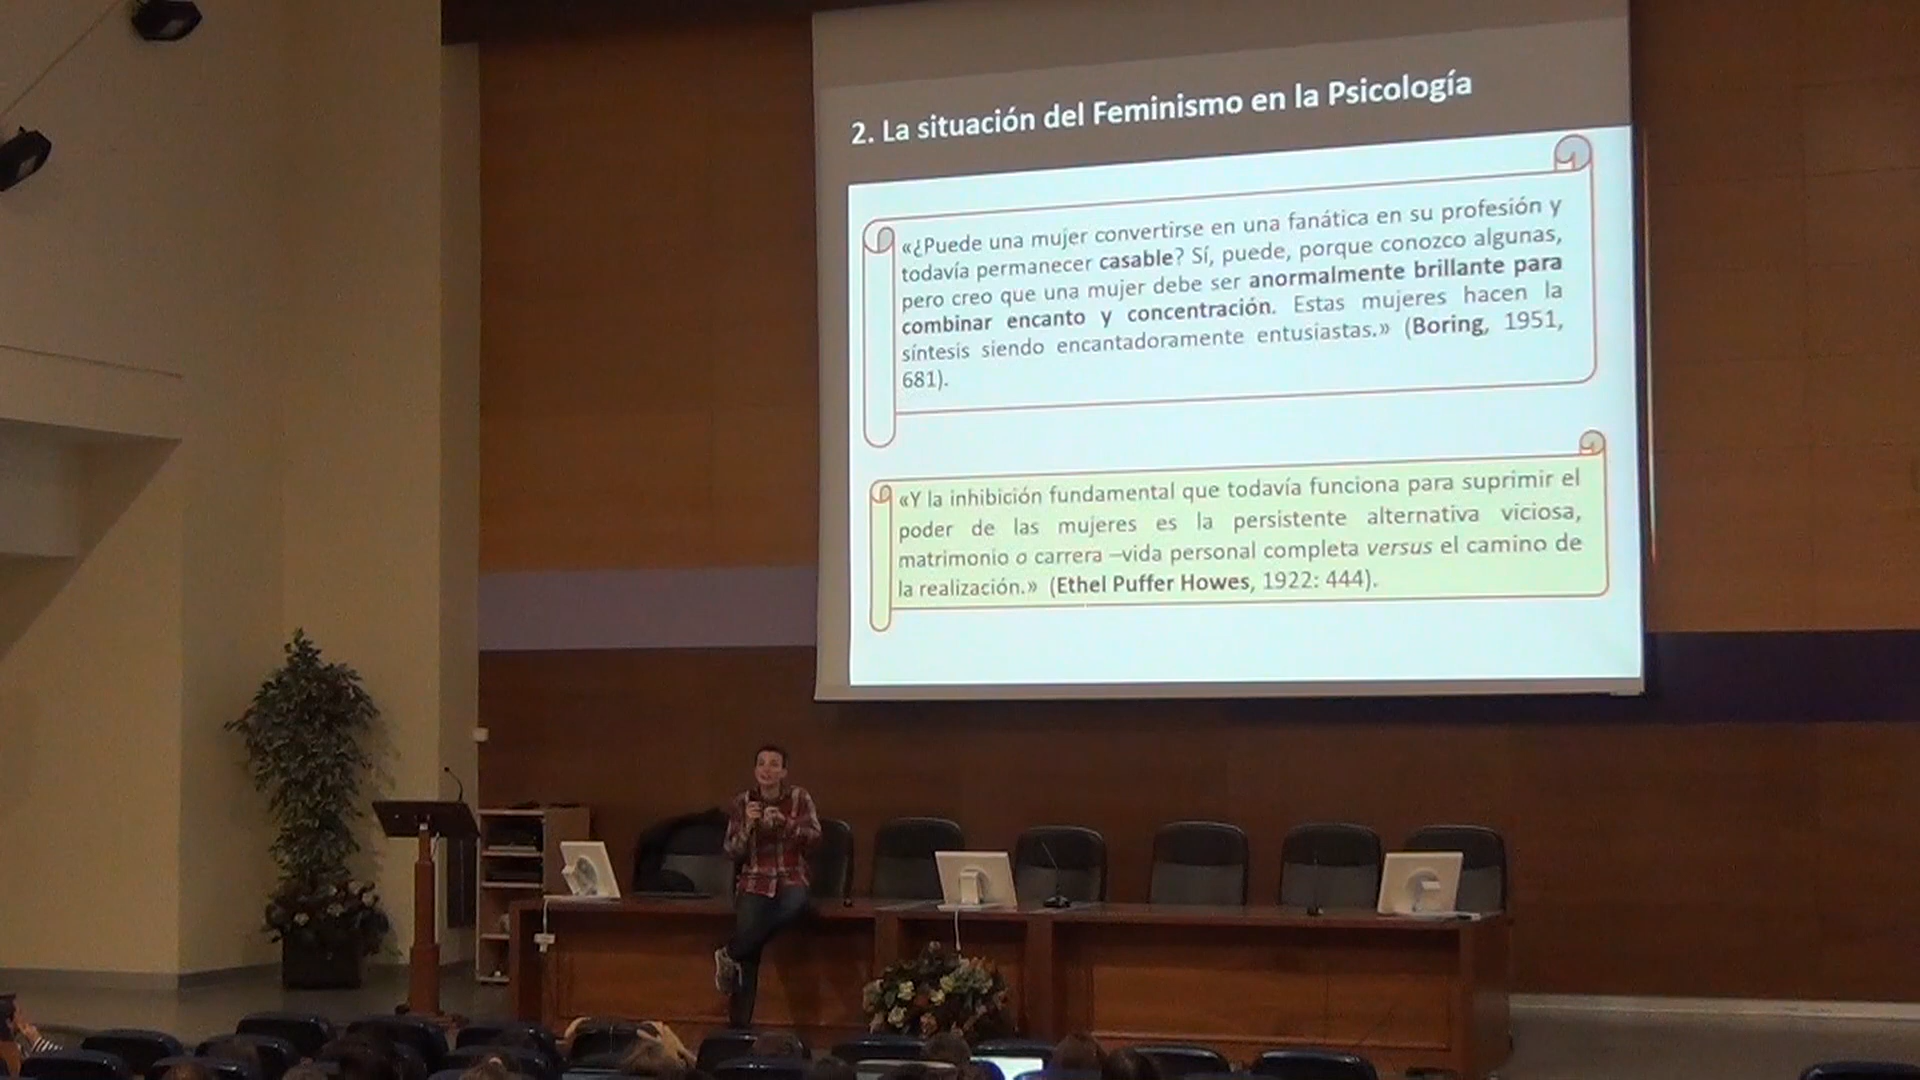 2. La situación del Feminismo en la Psicología
«¿Puede una mujer convertirse en una fanática en su profesión y
todavía permanecer casable? Sí, puede, porque conozco algunas,
pero creo que una mujer debe ser anormalmente brillante para
combinar encanto y concentración. Estas mujeres hacen la
síntesis siendo encantadoramente entusiastas.» (Boring, 1951,
681).
«Y la inhibición fundamental que todavía funciona para suprimir el
poder de las mujeres es la persistente alternativa viciosa,
matrimonio o carrera –vida personal completa versus el camino de
la realización.» (Ethel Puffer Howes, 1922: 444).